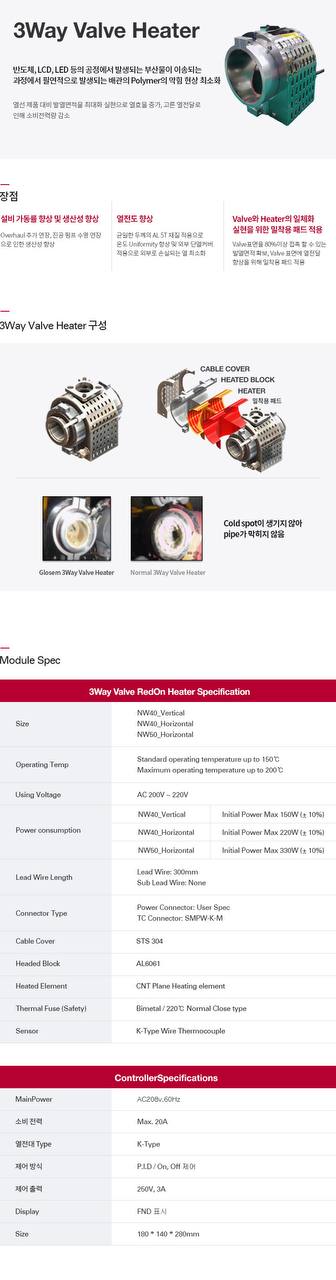 3Way Valve Heater
반도체, LCD, LED 등의 공정에서 발생되는 부산물이 이송되는
과정에서 필연적으로 발생되는 배관의 Polymer의 막힘 현상 최소화
열선 제품 대비 발열면적을 최대화 실현으로 열효율 증가, 고른 열전달로
인해 소비전력량 감소
장점
설비 가동률 향상 및 생산성 향상
Overhaul 주기 연장, 진공 펌프 수명 연장
으로 인한 생산성 향상
열전도 향상
균일한 두께의 AL 5T 재질 적용으로
온도 Uniformity 향상 및 외부 단열커버
적용으로 외부로 손실되는 열 최소화
Valve와 Heater의 일체화
실현을 위한 밀착용 패드 적용
Valve표면을 80%이상 접촉 할 수 있는
발열면적 확보, Valve 표면에 열전달
향상을 위해 밀착용 패드 적용
3Way Valve Heater 구성
CABLE COVER
HEATED BLOCK
HEATER
밀착용 패드
Glosem 3Way Valve Heater
Normal 3Way Valve Heater
Cold spot이 생기지 않아
pipe가 막히지 않음
Module Spec
3Way Valve RedOn Heater Specification
Size
NW40_Vertical
NW40_Horizontal
NW50_Horizontal
Operating Temp
Standard operating temperature up to 150℃
Maximum operating temperature up to 200℃
Using Voltage
AC 200V ~ 220V
Power consumption
NW40_Vertical
Initial Power Max 150W (± 10%)
NW40_Horizontal
Initial Power Max 220W (± 10%)
NW50_Horizontal
Initial Power Max 330W (± 10%)
Lead Wire Length
Lead Wire: 300mm
Sub Lead Wire: None
Connector Type
Power Connector: User Spec
TC Connector: SMPW-K-M
Cable Cover
STS 304
Headed Block
AL6061
Heated Element
CNT Plane Heating element
Thermal Fuse (Safety)
Bimetal / 220℃ Normal Close type
Sensor
K-Type Wire Thermocouple
ControllerSpecifications
MainPower
AC208v,60Hz
소비 전력
Max. 20A
열전대 Type
K-Type
제어 방식
P.I.D / On, Off 제어
제어 출력
250V, 3A
Display
FND 표시
Size
180 * 140 * 280mm